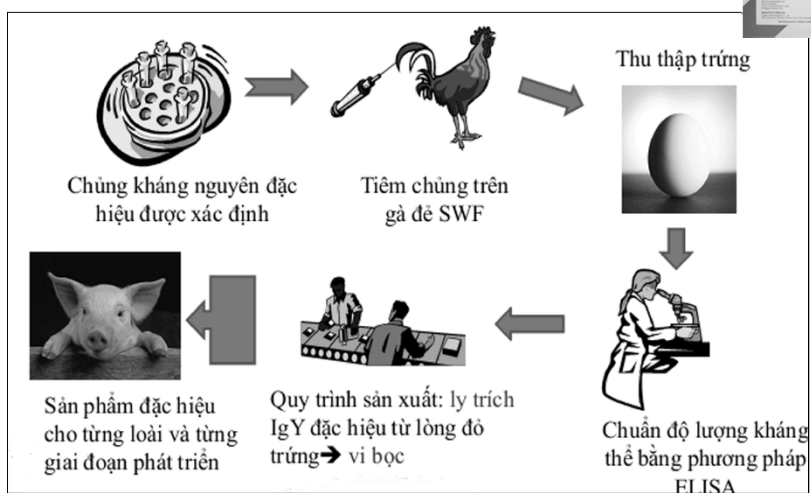 Chủng kháng nguyên đặc
hiệu được xác định
Tiêm chủng trên
gà đẻ SWF
Thu thập trứng
Chuẩn độ lượng kháng
thể bằng phương pháp
ELISA
Quy trình sản xuất: ly trích
IgY đặc hiệu từ lòng đỏ
trứng➔ vi bọc
Sản phẩm đặc hiệu
cho từng loài và từng
giai đoạn phát triển